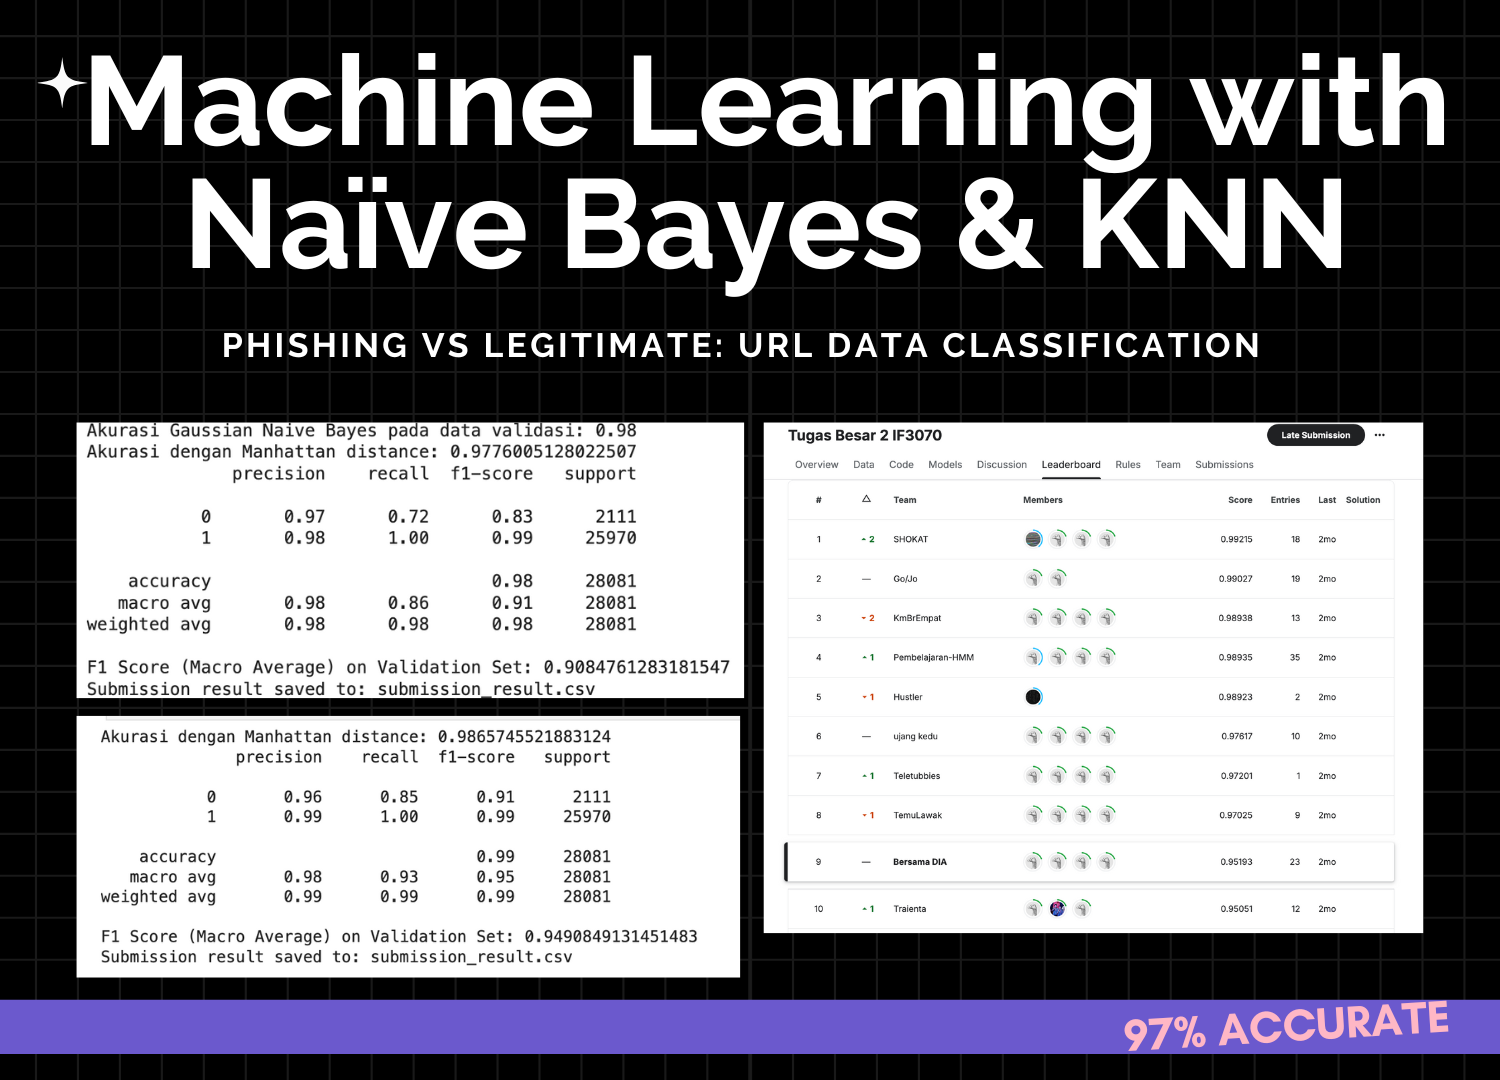 Machine Learning with
Naïve Bayes & KNN
PHISHING VS LEGITIMATE: URL DATA CLASSIFICATION
Akurasi Gaussian Naive Bayes pada data validasi: 0.98
Akurasi dengan Manhattan distance: 0.9776005128022507
precision recall f1-score support
0 0.97 0.72 0.83 2111
1 0.98 1.00 0.99 25970
accuracy 0.98 28081
macro avg 0.98 0.86 0.91 28081
weighted avg 0.98 0.98 0.98 28081
F1 Score (Macro Average) on Validation Set: 0.9084761283181547
Submission result saved to: submission_result.csv
Akurasi dengan Manhattan distance: 0.9865745521883124
precision recall f1-score support
0 0.96 0.85 0.91 2111
1 0.99 1.00 0.99 25970
accuracy 0.99 28081
macro avg 0.98 0.93 0.95 28081
weighted avg 0.99 0.99 0.99 28081
F1 Score (Macro Average) on Validation Set: 0.9490849131451483
Submission result saved to: submission_result.csv
Tugas Besar 2 IF3070
Late Submission
Overview Data Code Models Discussion Leaderboard Rules Team Submissions
# △ Team Members Score Entries Last Solution
1 2 SHOKAT 0.99215 18 2mo
2 — Go/Jo 0.99027 19 2mo
3 2 KmBrEmpat 0.98938 13 2mo
4 1 Pembelajaran-HMM 0.98935 35 2mo
5 1 Hustler 0.98923 2 2mo
6 — ujang kedu 0.97617 10 2mo
7 1 Teletubbies 0.97201 1 2mo
8 1 TemuLawak 0.97025 9 2mo
9 — Bersama DIA 0.95193 23 2mo
10 1 Traienta 0.95051 12 2mo
97% ACCURATE